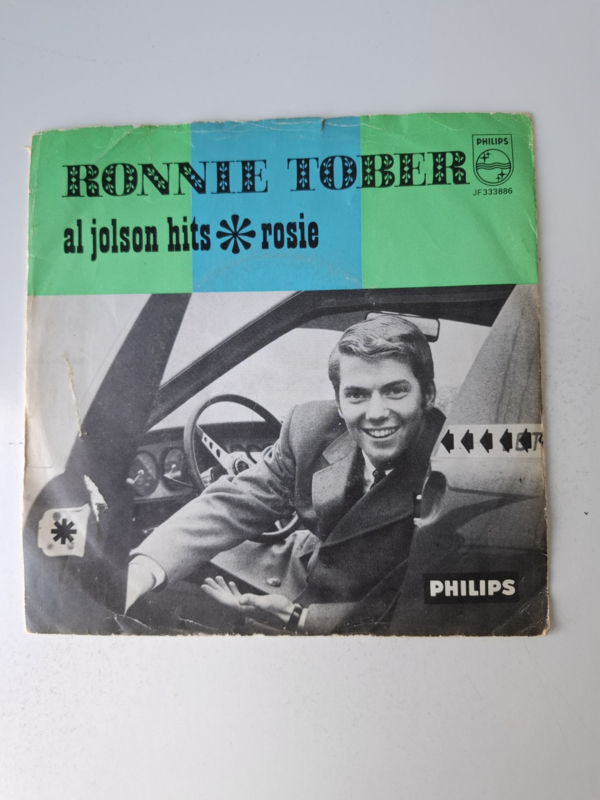 RONNIE TOBER
PHILIPS
JF333886
al jolson hits * rosie
PHILIPS